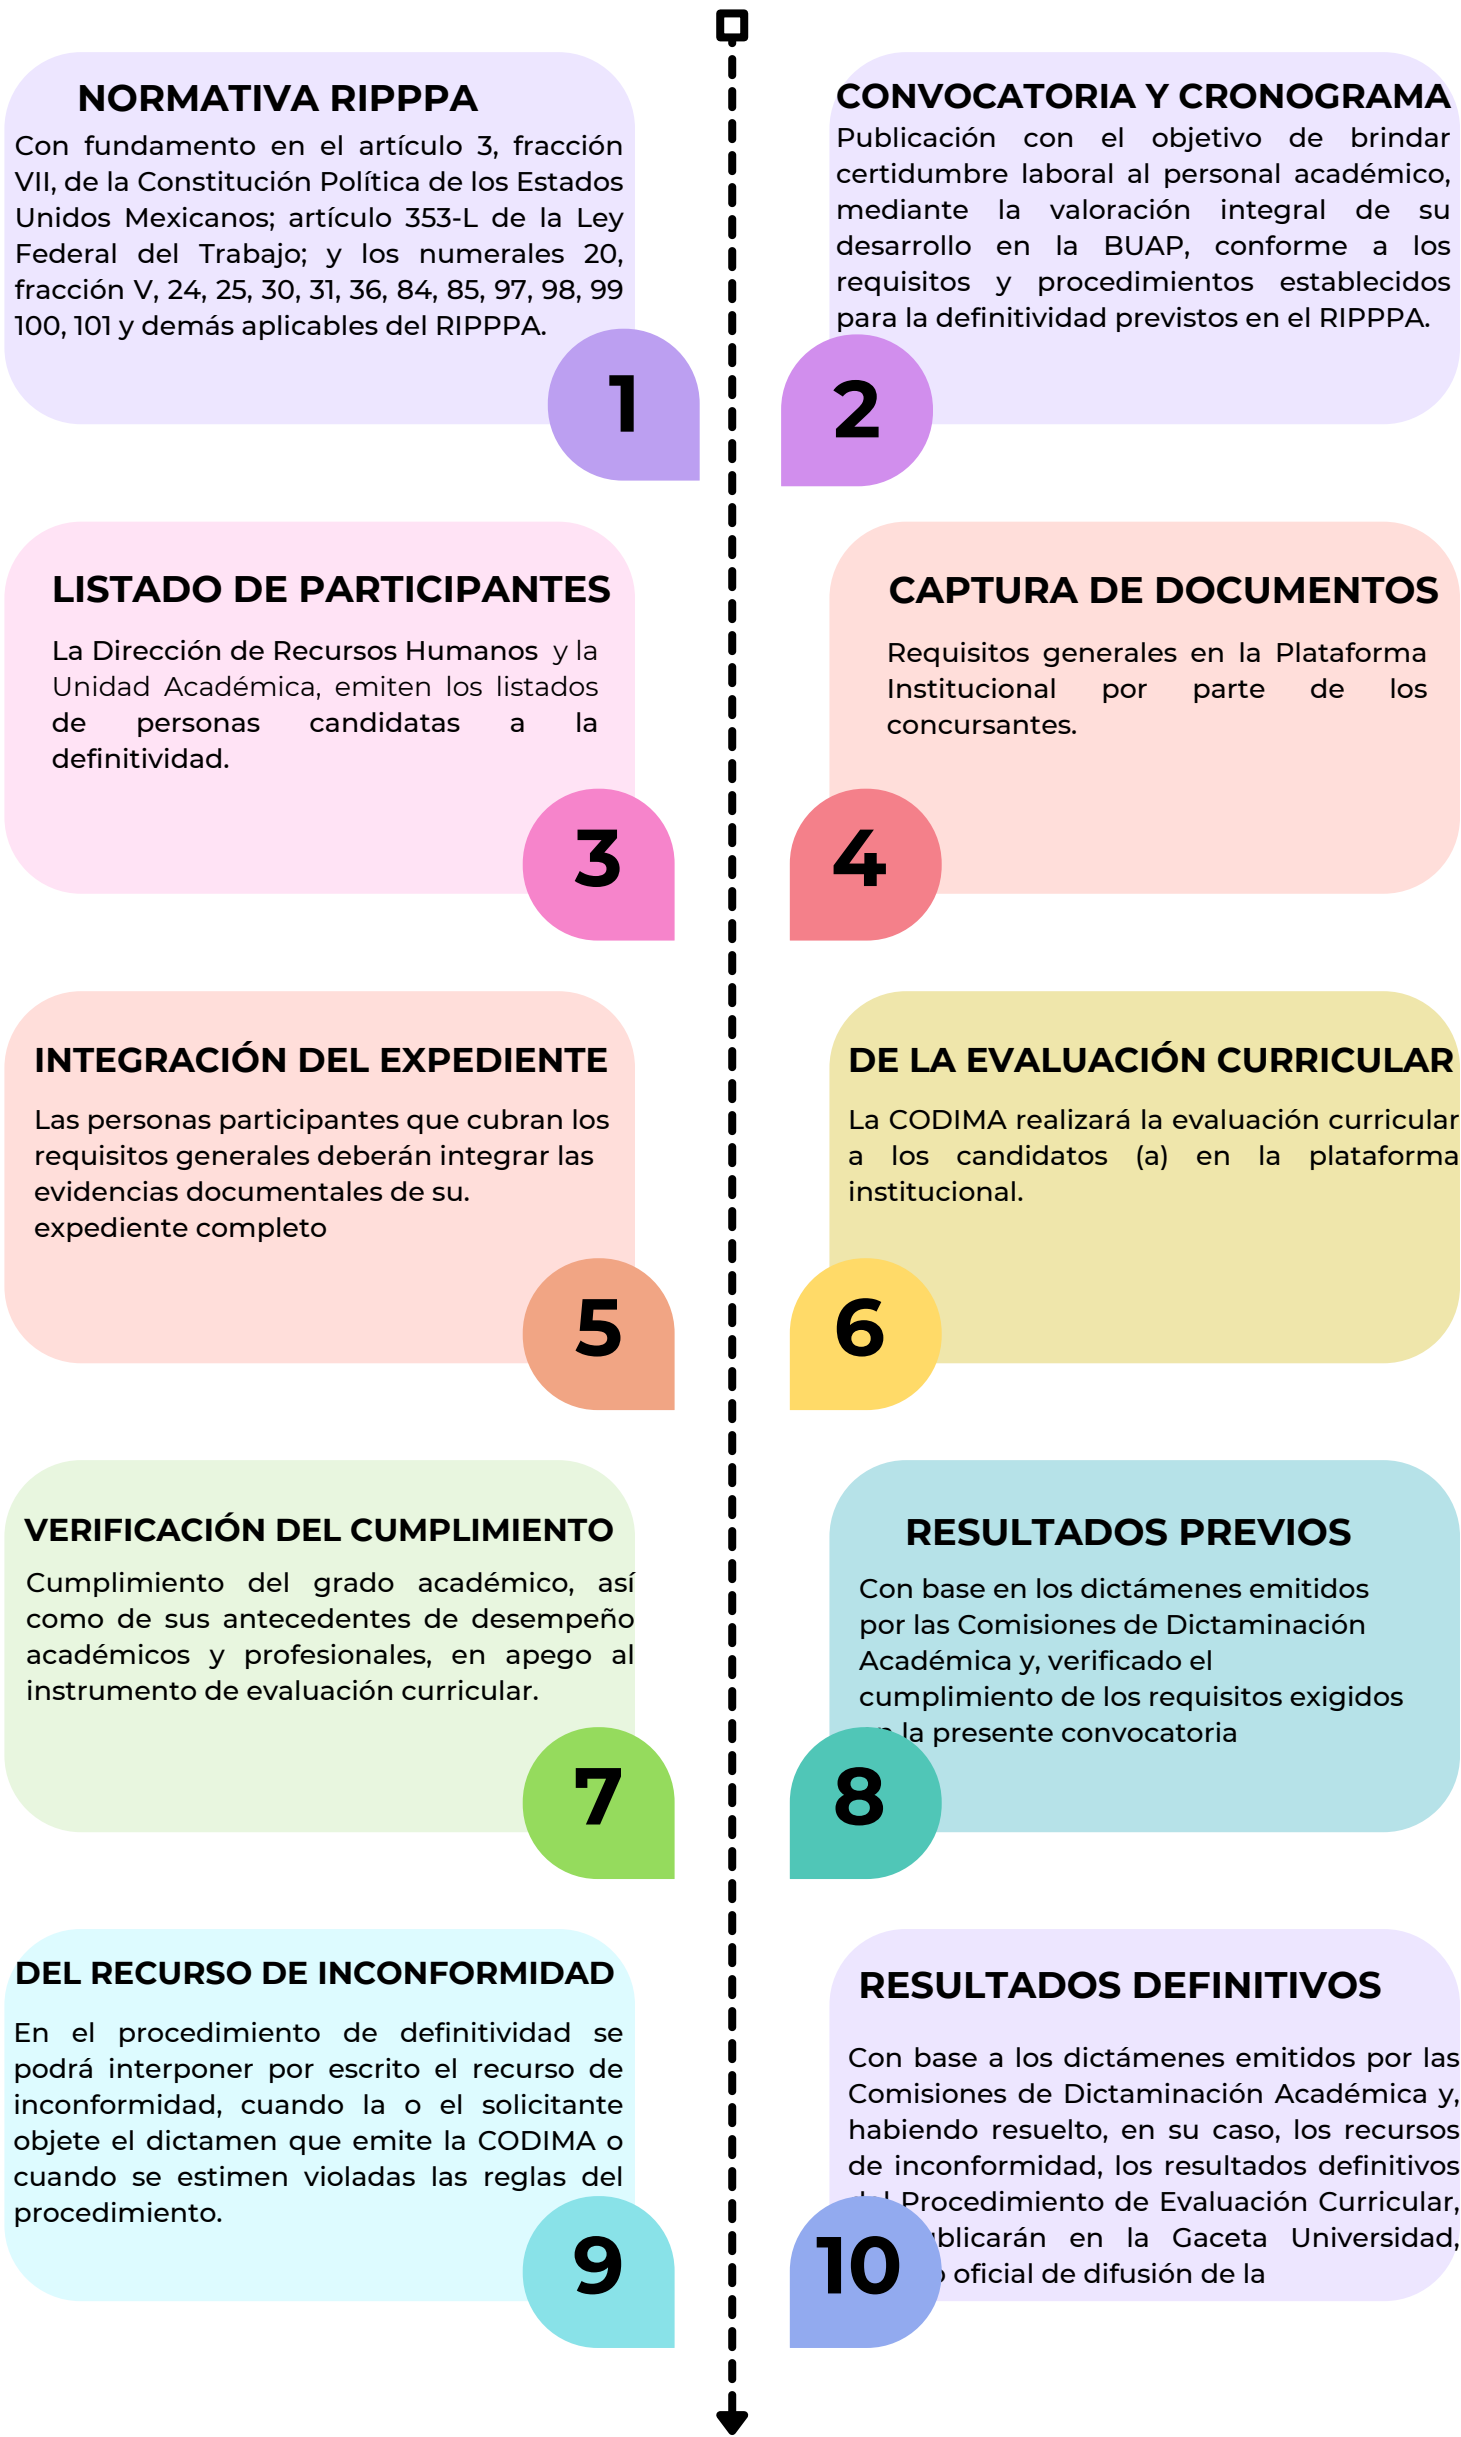 NORMATIVA RIPPPA
Con fundamento en el artículo 3, fracción
VII, de la Constitución Política de los Estados
Unidos Mexicanos; artículo 353-L de la Ley
Federal del Trabajo; y los numerales 20,
fracción V, 24, 25, 30, 31, 36, 84, 85, 97, 98, 99
100, 101 y demás aplicables del RIPPPA.
1
CONVOCATORIA Y CRONOGRAMA
Publicación con el objetivo de brindar
certidumbre laboral al personal académico,
mediante la valoración integral de su
desarrollo en la BUAP, conforme a los
requisitos y procedimientos establecidos
para la definitividad previstos en el RIPPPA.
2
LISTADO DE PARTICIPANTES
La Dirección de Recursos Humanos y la
Unidad Académica, emiten los listados
de personas candidatas a la
definitividad.
3
CAPTURA DE DOCUMENTOS
Requisitos generales en la Plataforma
Institucional por parte de los
concursantes.
4
INTEGRACIÓN DEL EXPEDIENTE
Las personas participantes que cubran los
requisitos generales deberán integrar las
evidencias documentales de su.
expediente completo
5
DE LA EVALUACIÓN CURRICULAR
La CODIMA realizará la evaluación curricular
a los candidatos (a) en la plataforma
institucional.
6
VERIFICACIÓN DEL CUMPLIMIENTO
Cumplimiento del grado académico, así
como de sus antecedentes de desempeño
académicos y profesionales, en apego al
instrumento de evaluación curricular.
7
RESULTADOS PREVIOS
Con base en los dictámenes emitidos
por las Comisiones de Dictaminación
Académica y, verificado el
cumplimiento de los requisitos exigidos
la presente convocatoria
8
DEL RECURSO DE INCONFORMIDAD
En el procedimiento de definitividad se
podrá interponer por escrito el recurso de
inconformidad, cuando la o el solicitante
objete el dictamen que emite la CODIMA o
cuando se estimen violadas las reglas del
procedimiento.
9
RESULTADOS DEFINITIVOS
Con base a los dictámenes emitidos por las
Comisiones de Dictaminación Académica y,
habiendo resuelto, en su caso, los recursos
de inconformidad, los resultados definitivos
Procedimiento de Evaluación Curricular,
en la Gaceta Universidad,
oficial de difusión de la
10